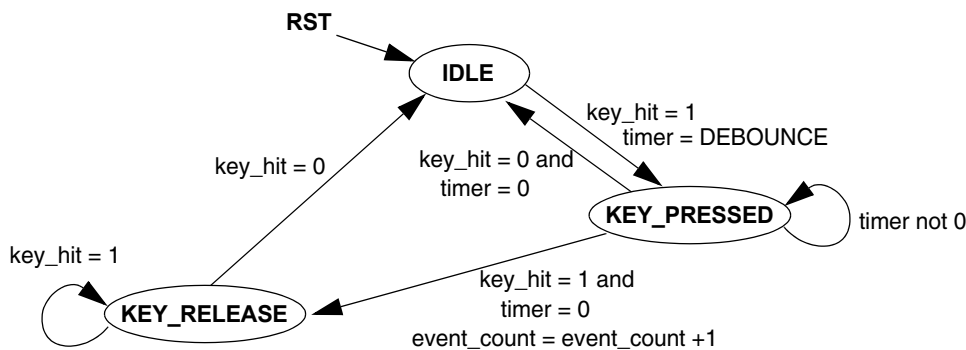 RST
IDLE
key_hit = 1
timer = DEBOUNCE
key_hit = 0 and
timer = 0
key_hit = 0
KEY_PRESSED
timer not 0
key_hit = 1
KEY_RELEASE
key_hit = 1 and
timer = 0
event_count = event_count +1